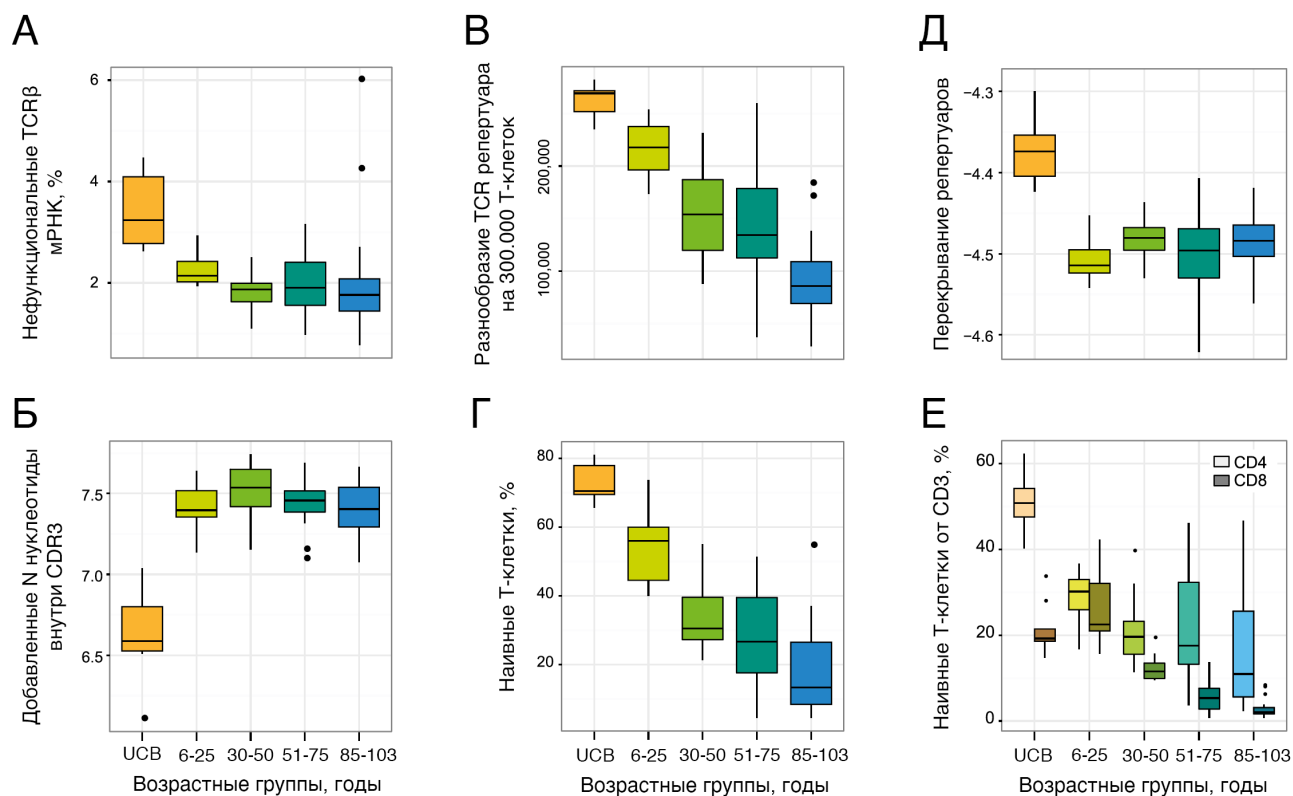 А
Нефункциональные TCRβ
мРНК, %
6
4
2
В
Разнообразие TCR репертуара
на 300.000 Т-клеток
200,000
100,000
Д
Перекрывание репертуаров
−4.3
−4.4
−4.5
−4.6
Б
Добавленные N нуклеотиды
внутри CDR3
7.5
7.0
6.5
UCB 6-25 30-50 51-75 85-103
Возрастные группы, годы
Г
Наивные Т-клетки, %
80
60
40
20
UCB 6-25 30-50 51-75 85-103
Возрастные группы, годы
Е
Наивные Т-клетки от CD3, %
60
40
20
0
CD4
CD8
UCB 6-25 30-50 51-75 85-103
Возрастные группы, годы